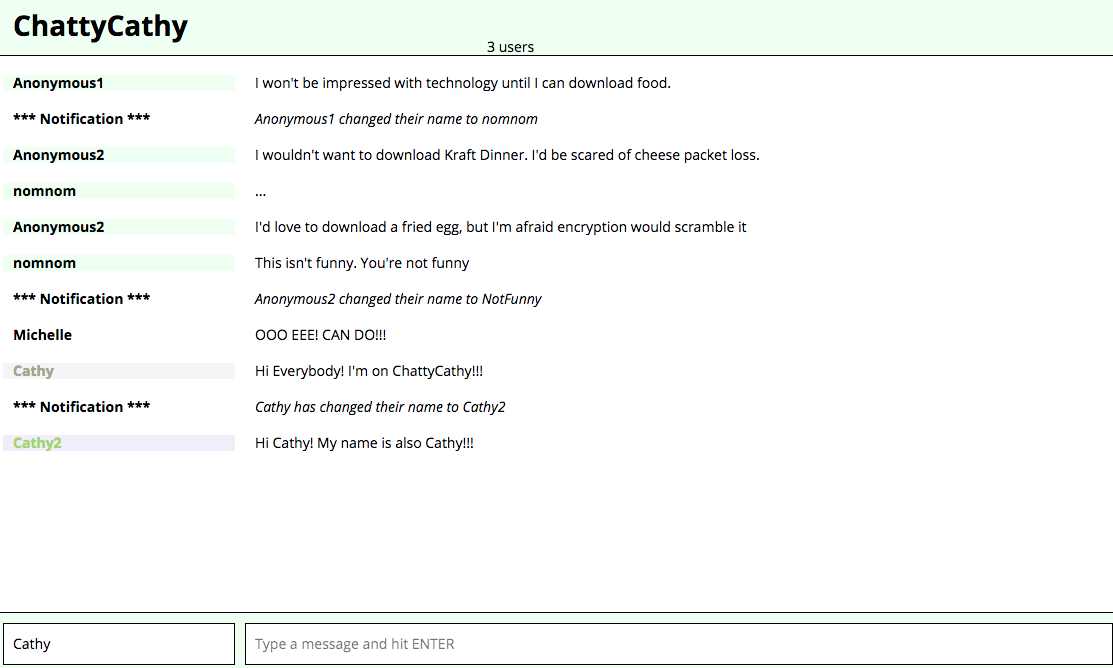 ChattyCathy
3 users
Anonymous1 I won't be impressed with technology until I can download food.
*** Notification *** Anonymous1 changed their name to nomnom
Anonymous2 I wouldn't want to download Kraft Dinner. I'd be scared of cheese packet loss.
nomnom ...
Anonymous2 I'd love to download a fried egg, but I'm afraid encryption would scramble it
nomnom This isn't funny. You're not funny
*** Notification *** Anonymous2 changed their name to NotFunny
Michelle OOO EEE! CAN DO!!!
Cathy Hi Everybody! I'm on ChattyCathy!!!
*** Notification *** Cathy has changed their name to Cathy2
Cathy2 Hi Cathy! My name is also Cathy!!!
Cathy Type a message and hit ENTER